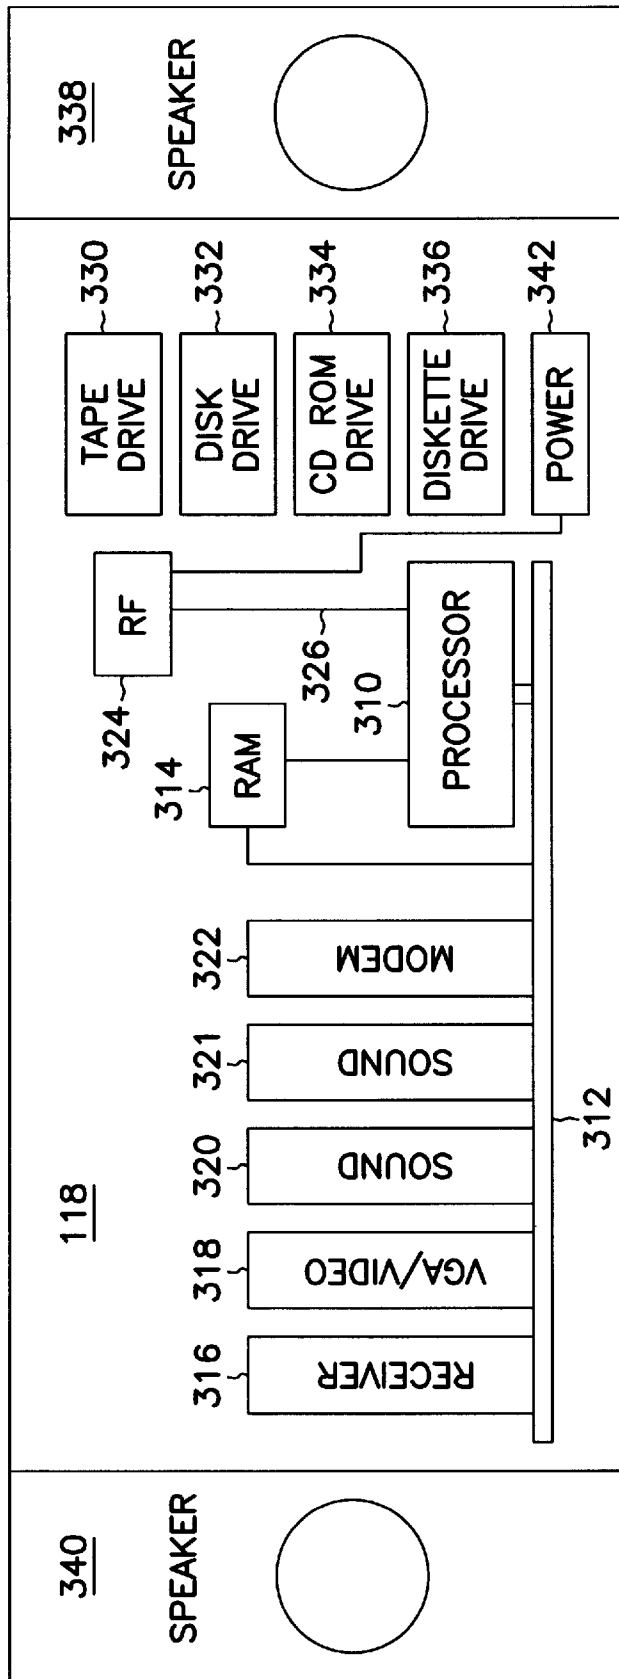 340
SPEAKER
118
316
RECEIVER
318
VGA/VIDEO
320
SOUND
321
SOUND
322
MODEM
312
314
RAM
324
RF
326
310
PROCESSOR
TAPE
DRIVE
330
DISK
DRIVE
332
CD ROM
DRIVE
334
DISKETTE
DRIVE
336
POWER
342
338
SPEAKER